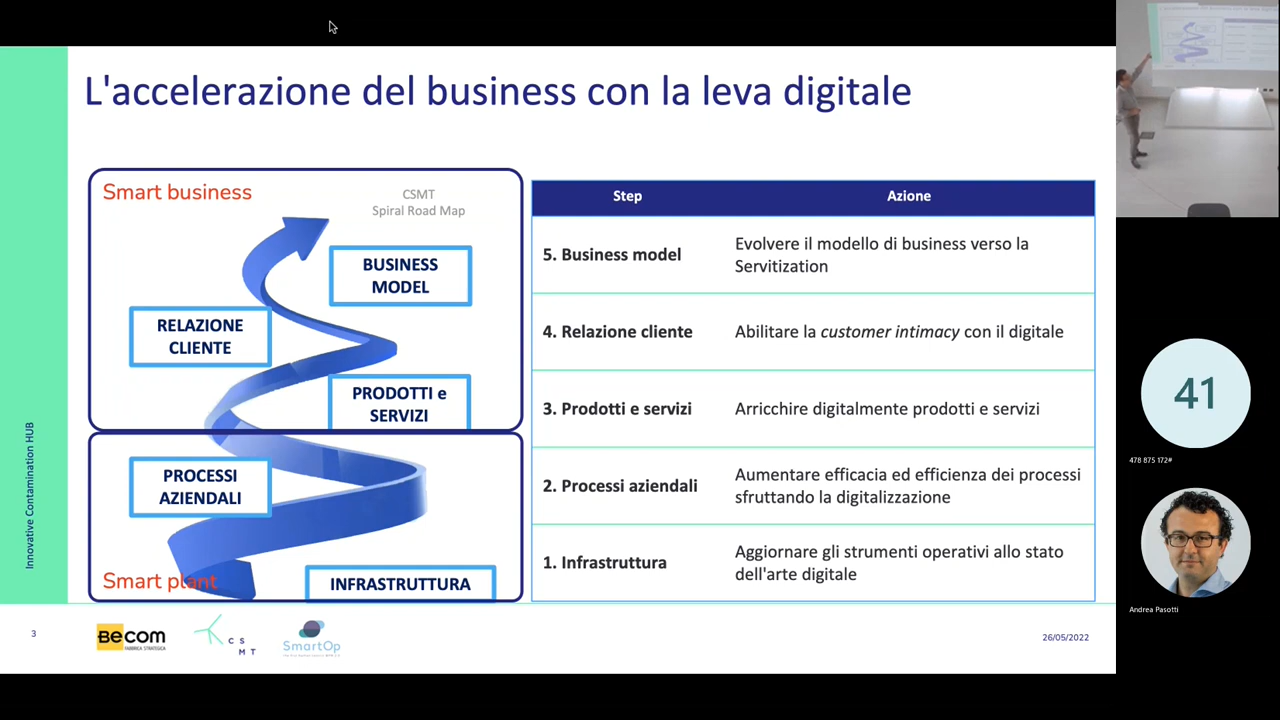 L'accelerazione del business con la leva digitale
Smart business
CSMT
Spiral Road Map
BUSINESS
MODEL
RELAZIONE
CLIENTE
PRODOTTI e
SERVIZI
PROCESSI
AZIENDALI
Smart plant
INFRASTRUTTURA
Step
Azione
5. Business model
Evolvere il modello di business verso la
Servitization
4. Relazione cliente
Abilitare la customer intimacy con il digitale
3. Prodotti e servizi
Arricchire digitalmente prodotti e servizi
2. Processi aziendali
Aumentare efficacia ed efficienza dei processi
sfruttando la digitalizzazione
1. Infrastruttura
Aggiornare gli strumenti operativi allo stato
dell'arte digitale
Innovative Contamination HUB
3
BECOM
FABBRICA STRATEGICA
CS
MT
SmartOp
26/05/2022
41
478 875 172#
Andrea Pasotti